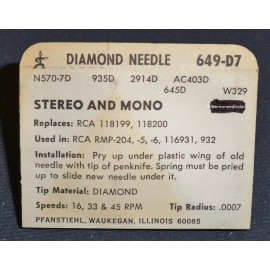 DIAMOND NEEDLE 649-D7
N570-7D 935D 2914D AC403D
645D W329
STEREO AND MONO
Replaces: RCA 118199, 118200
Used in: RCA RMP-204, -5, -6, 116931, 932
Installation: Pry up under plastic wing of old
needle with tip of penknife. Spring must be pried
up to slide new needle under it.
Tip Material: DIAMOND
Speeds: 16, 33 & 45 RPM Tip Radius: .0007
PFANSTIEHL, WAUKEGAN, ILLINOIS 60085